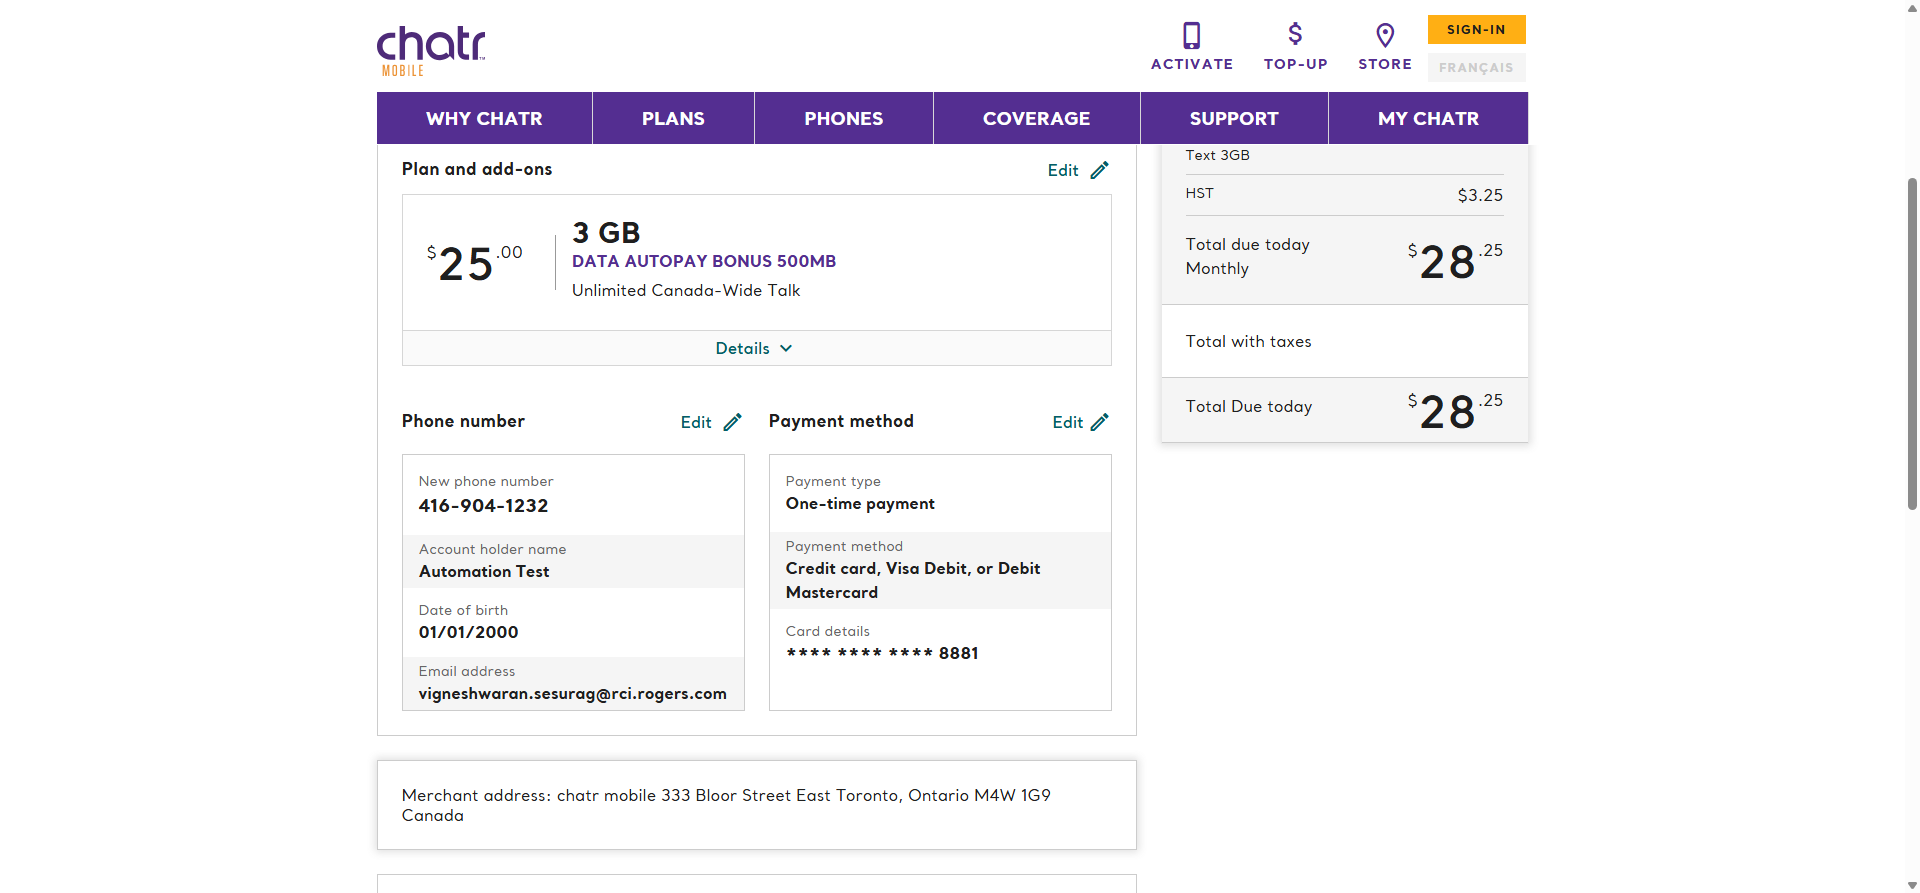 chatr
MOBILE
ACTIVATE
TOP-UP
STORE
SIGN-IN
FRANÇAIS
WHY CHATR
PLANS
PHONES
COVERAGE
SUPPORT
MY CHATR
Plan and add-ons
Edit
$25.00
3 GB
DATA AUTOPAY BONUS 500MB
Unlimited Canada-Wide Talk
Details
Phone number
Edit
New phone number
416-904-1232
Account holder name
Automation Test
Date of birth
01/01/2000
Email address
vigneshwaran.sesurag@rci.rogers.com
Payment method
Edit
Payment type
One-time payment
Payment method
Credit card, Visa Debit, or Debit
Mastercard
Card details
**** **** **** 8881
Merchant address: chatr mobile 333 Bloor Street East Toronto, Ontario M4W 1G9
Canada
Text 3GB
HST $3.25
Total due today
Monthly
$28.25
Total with taxes
Total Due today $28.25